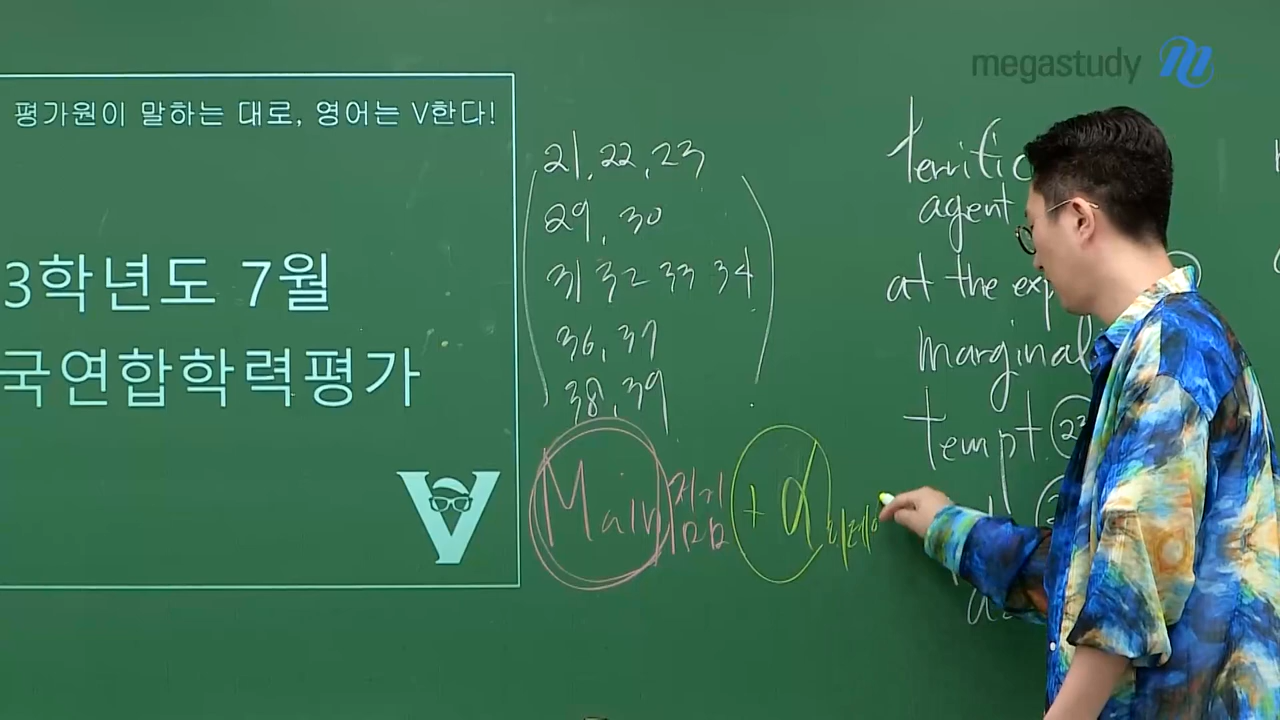 megastudy
평가원이 말하는 대로, 영어는 V한다!
3학년도 7월
국연합학력평가
21, 22, 23
29, 30
31 32 33 34
36, 37
38, 39
Main
+ α
terrific
agent
at the exp
marginal
tempt